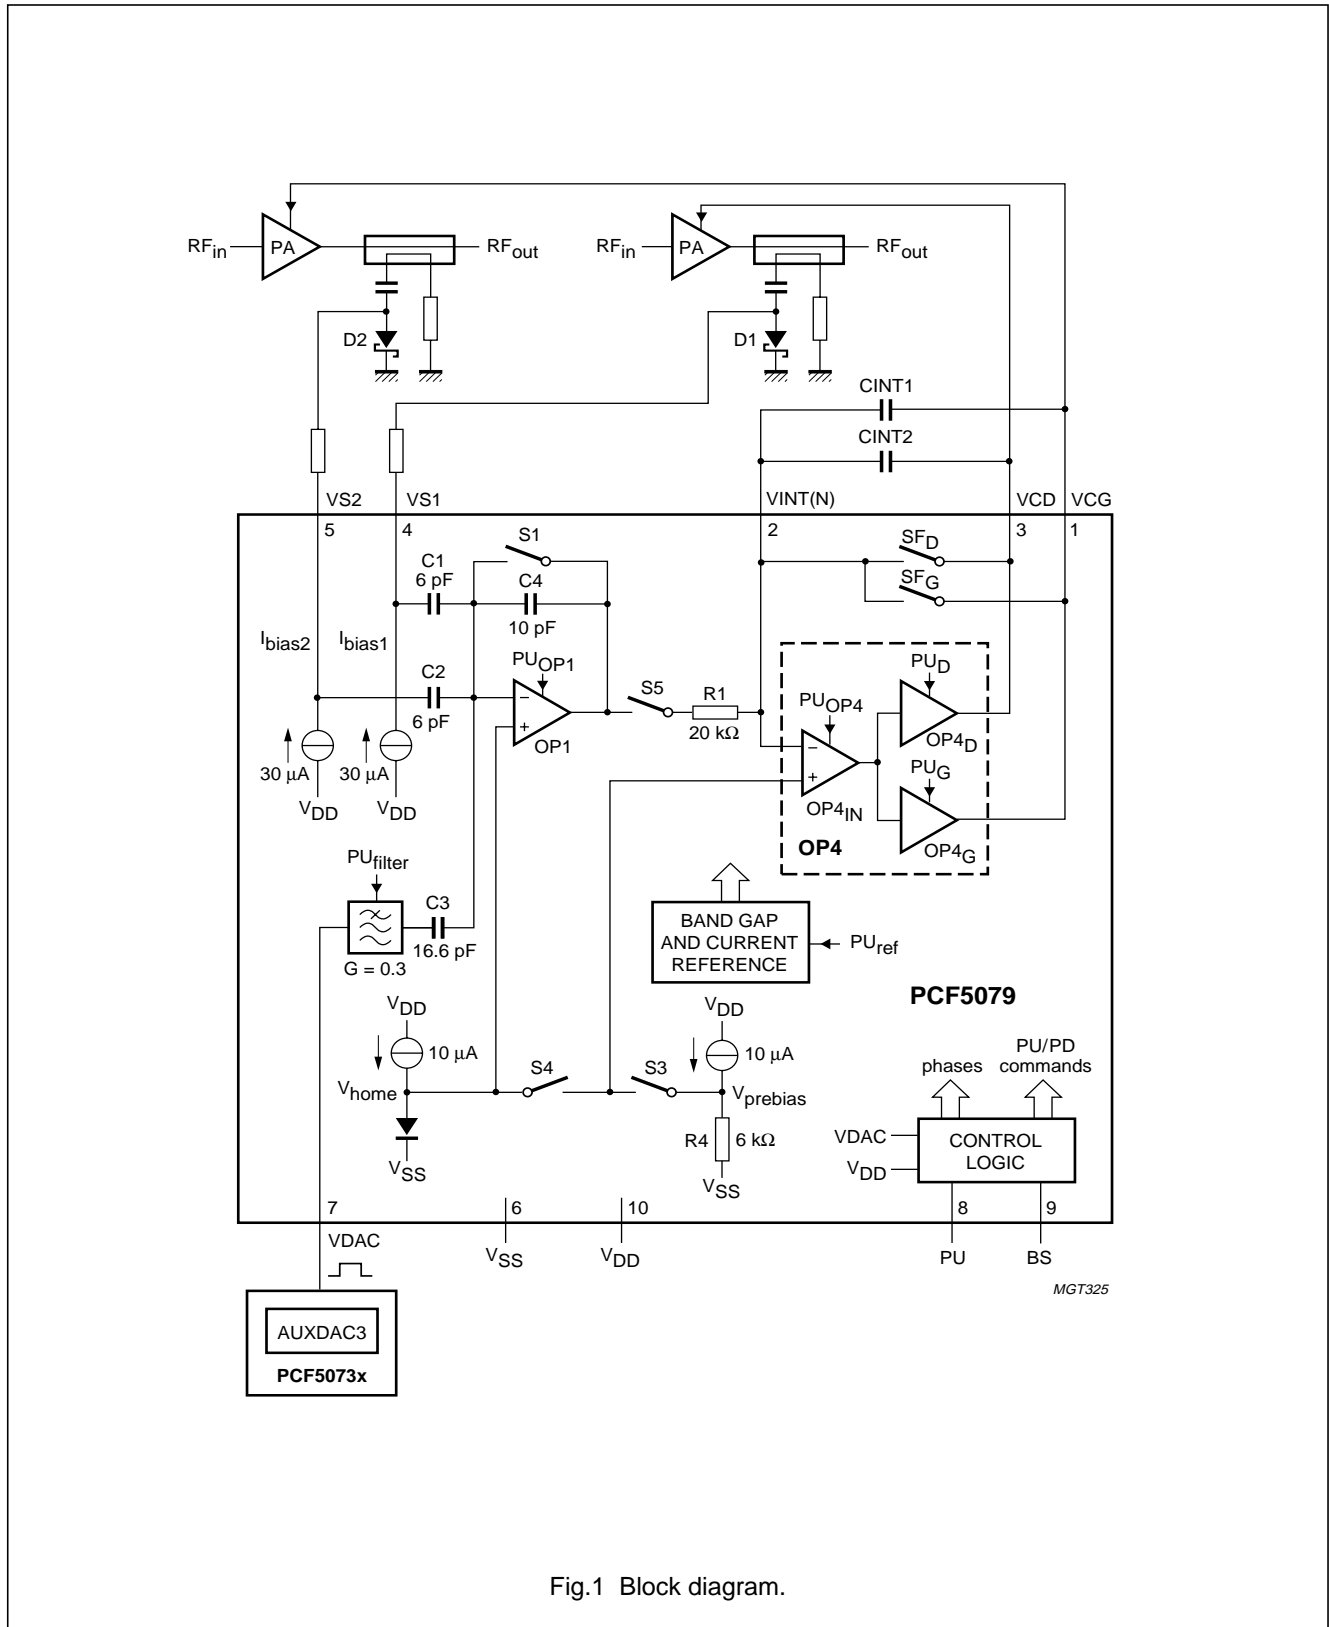 RFin
PA
RFout
RFin
PA
RFout
D2
D1
CINT1
CINT2
VS2
VS1
VINT(N)
VCD
VCG
5
4
2
3
1
S1
SFD
C1
6 pF
C4
SFG
10 pF
Ibias2
Ibias1
PUOP1
C2
S5
R1
PUD
6 pF
OP1
20 kΩ
PUOP4
OP4D
PUG
30 μA
30 μA
VDD
VDD
OP4IN
OP4
OP4G
PUfilter
C3
16.6 pF
G = 0.3
BAND GAP
AND CURRENT
REFERENCE
PUref
PCF5079
VDD
VDD
10 μA
10 μA
phases
PU/PD
commands
S4
S3
Vhome
Vprebias
R4
6 kΩ
VDAC
VDD
CONTROL
LOGIC
VSS
VSS
7
6
10
8
9
VDAC
VSS
VDD
PU
BS
MGT325
AUXDAC3
PCF5073x
Fig.1 Block diagram.